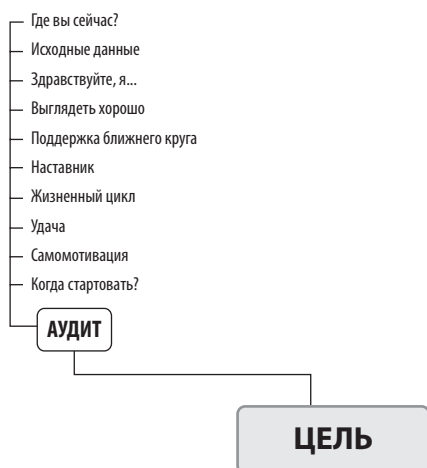 Где вы сейчас?
Исходные данные
Здравствуйте, я...
Выглядеть хорошо
Поддержка ближнего круга
Наставник
Жизненный цикл
Удача
Самомотивация
Когда стартовать?
АУДИТ
ЦЕЛЬ